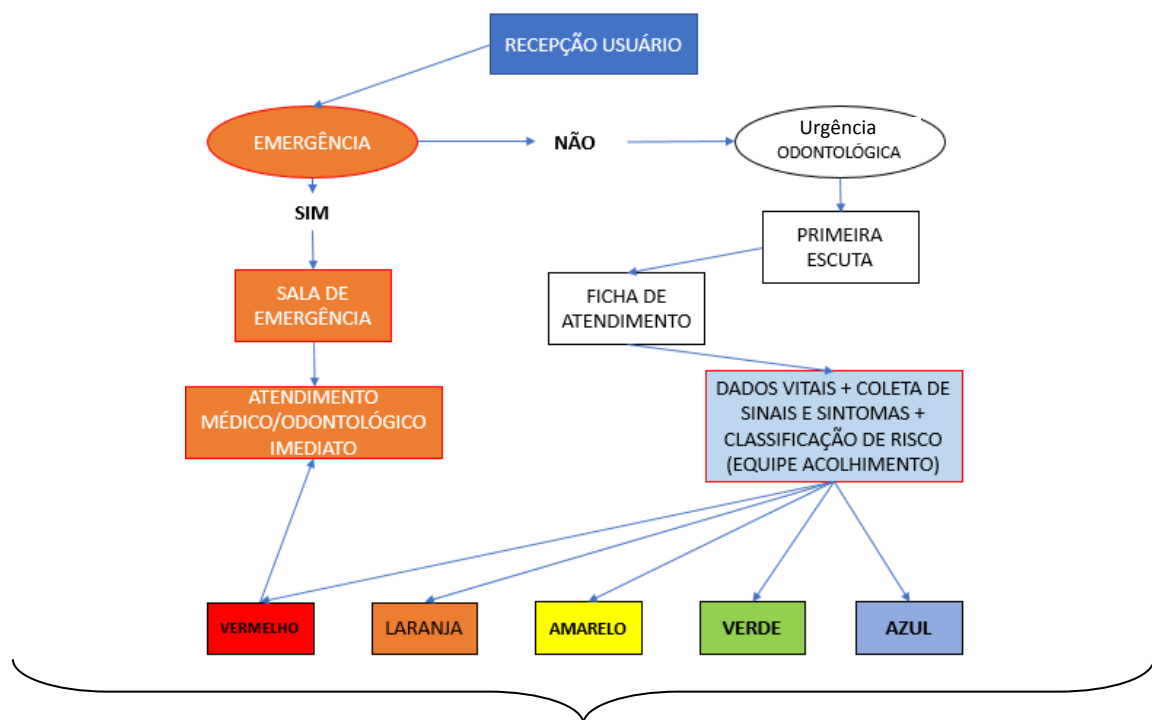 RECEPÇÃO USUÁRIO
EMERGÊNCIA
NÃO
Urgência
ODONTOLÓGICA
SIM
PRIMEIRA
ESCUTA
SALA DE
EMERGÊNCIA
FICHA DE
ATENDIMENTO
ATENDIMENTO
MÉDICO/ODONTOLÓGICO
IMEDIATO
DADOS VITAIS + COLETA DE
SINAIS E SINTOMAS +
CLASSIFICAÇÃO DE RISCO
(EQUIPE ACOLHIMENTO)
VERMELHO
LARANJA
AMARELO
VERDE
AZUL